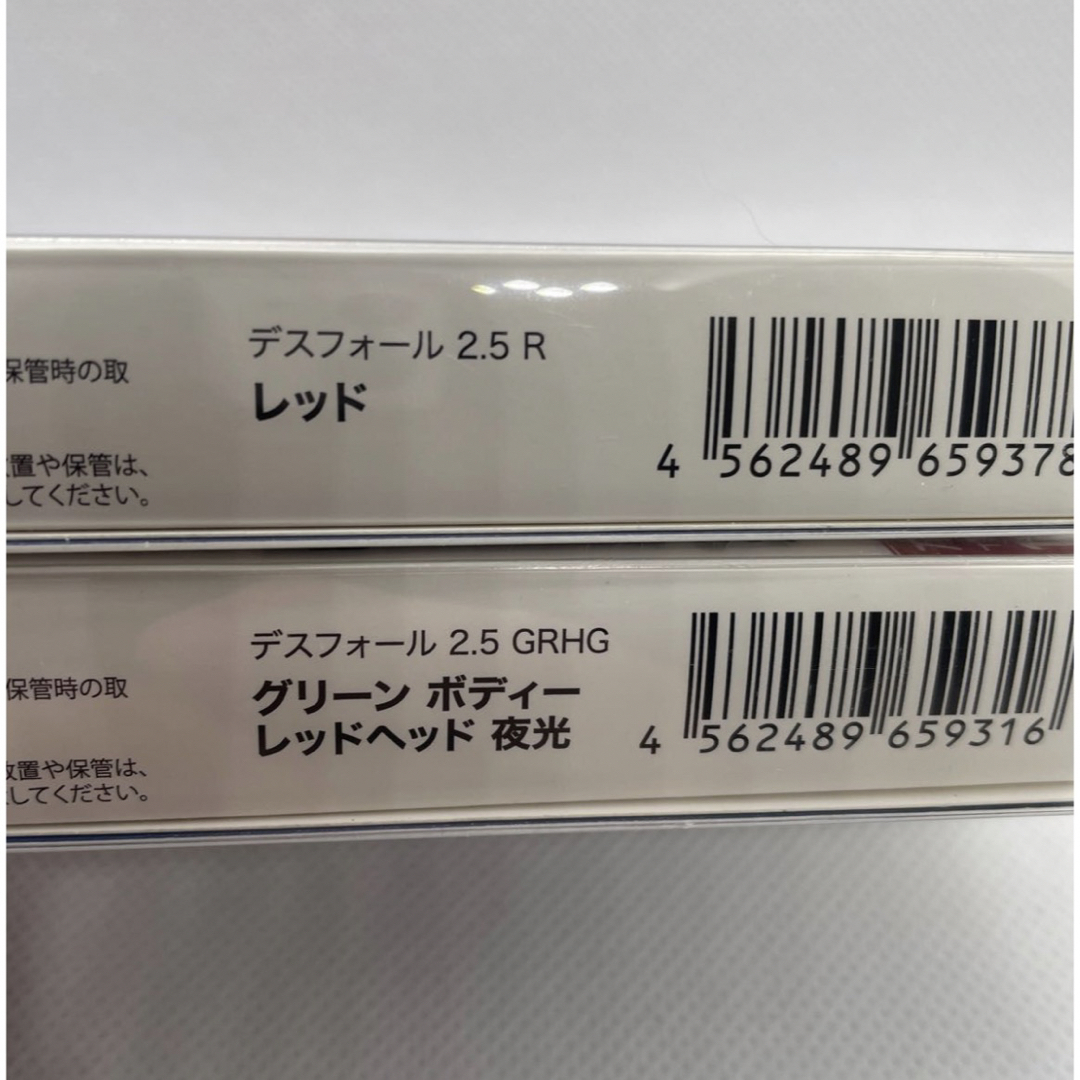 デスフォール 2.5 R
保管時の取
レッド
置や保管は、
してください。
4 562489 659378
デスフォール 2.5 GRHG
保管時の取
グリーン ボディー
レッドヘッド 夜光
放置や保管は、
してください。
4 562489 659316